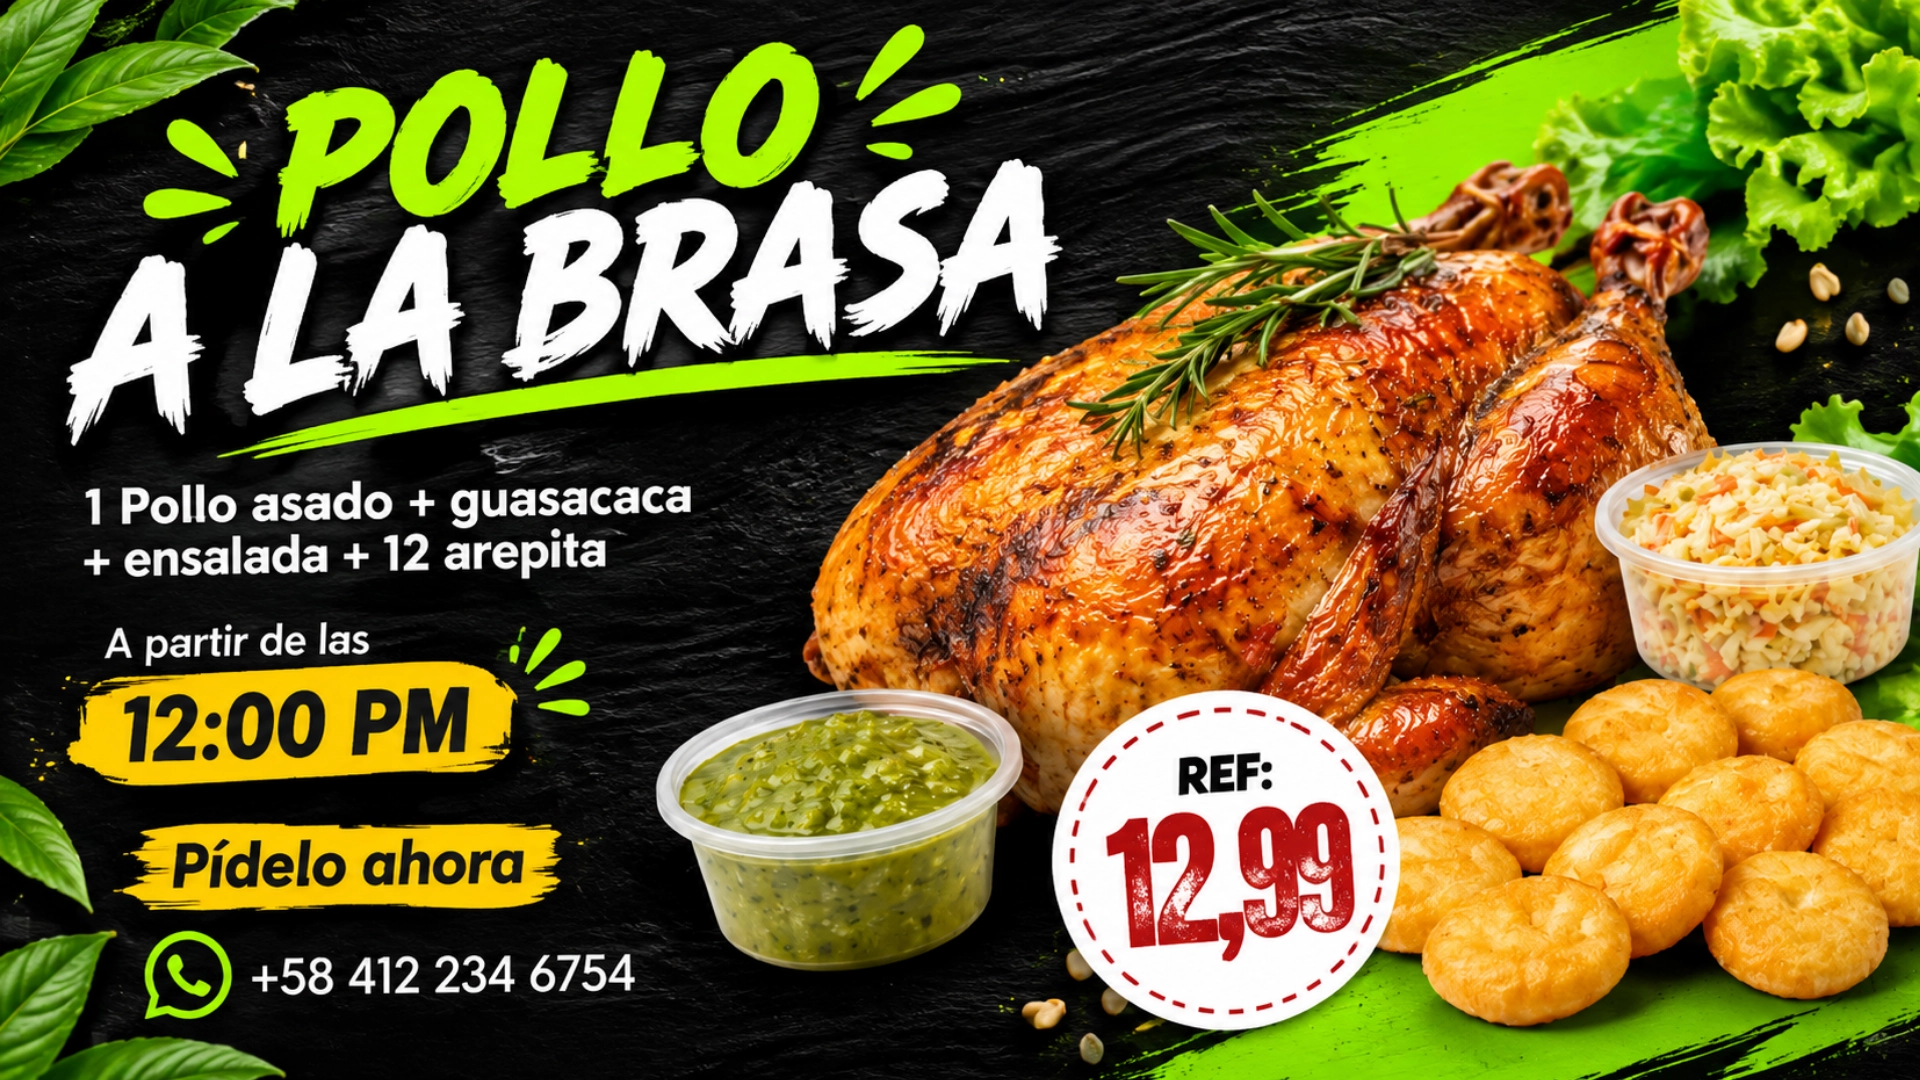 POLLO
A LA BRASA
1 Pollo asado + guasacaca
+ ensalada + 12 arepita
A partir de las
12:00 PM
Pídelo ahora
+58 412 234 6754
REF:
12,99